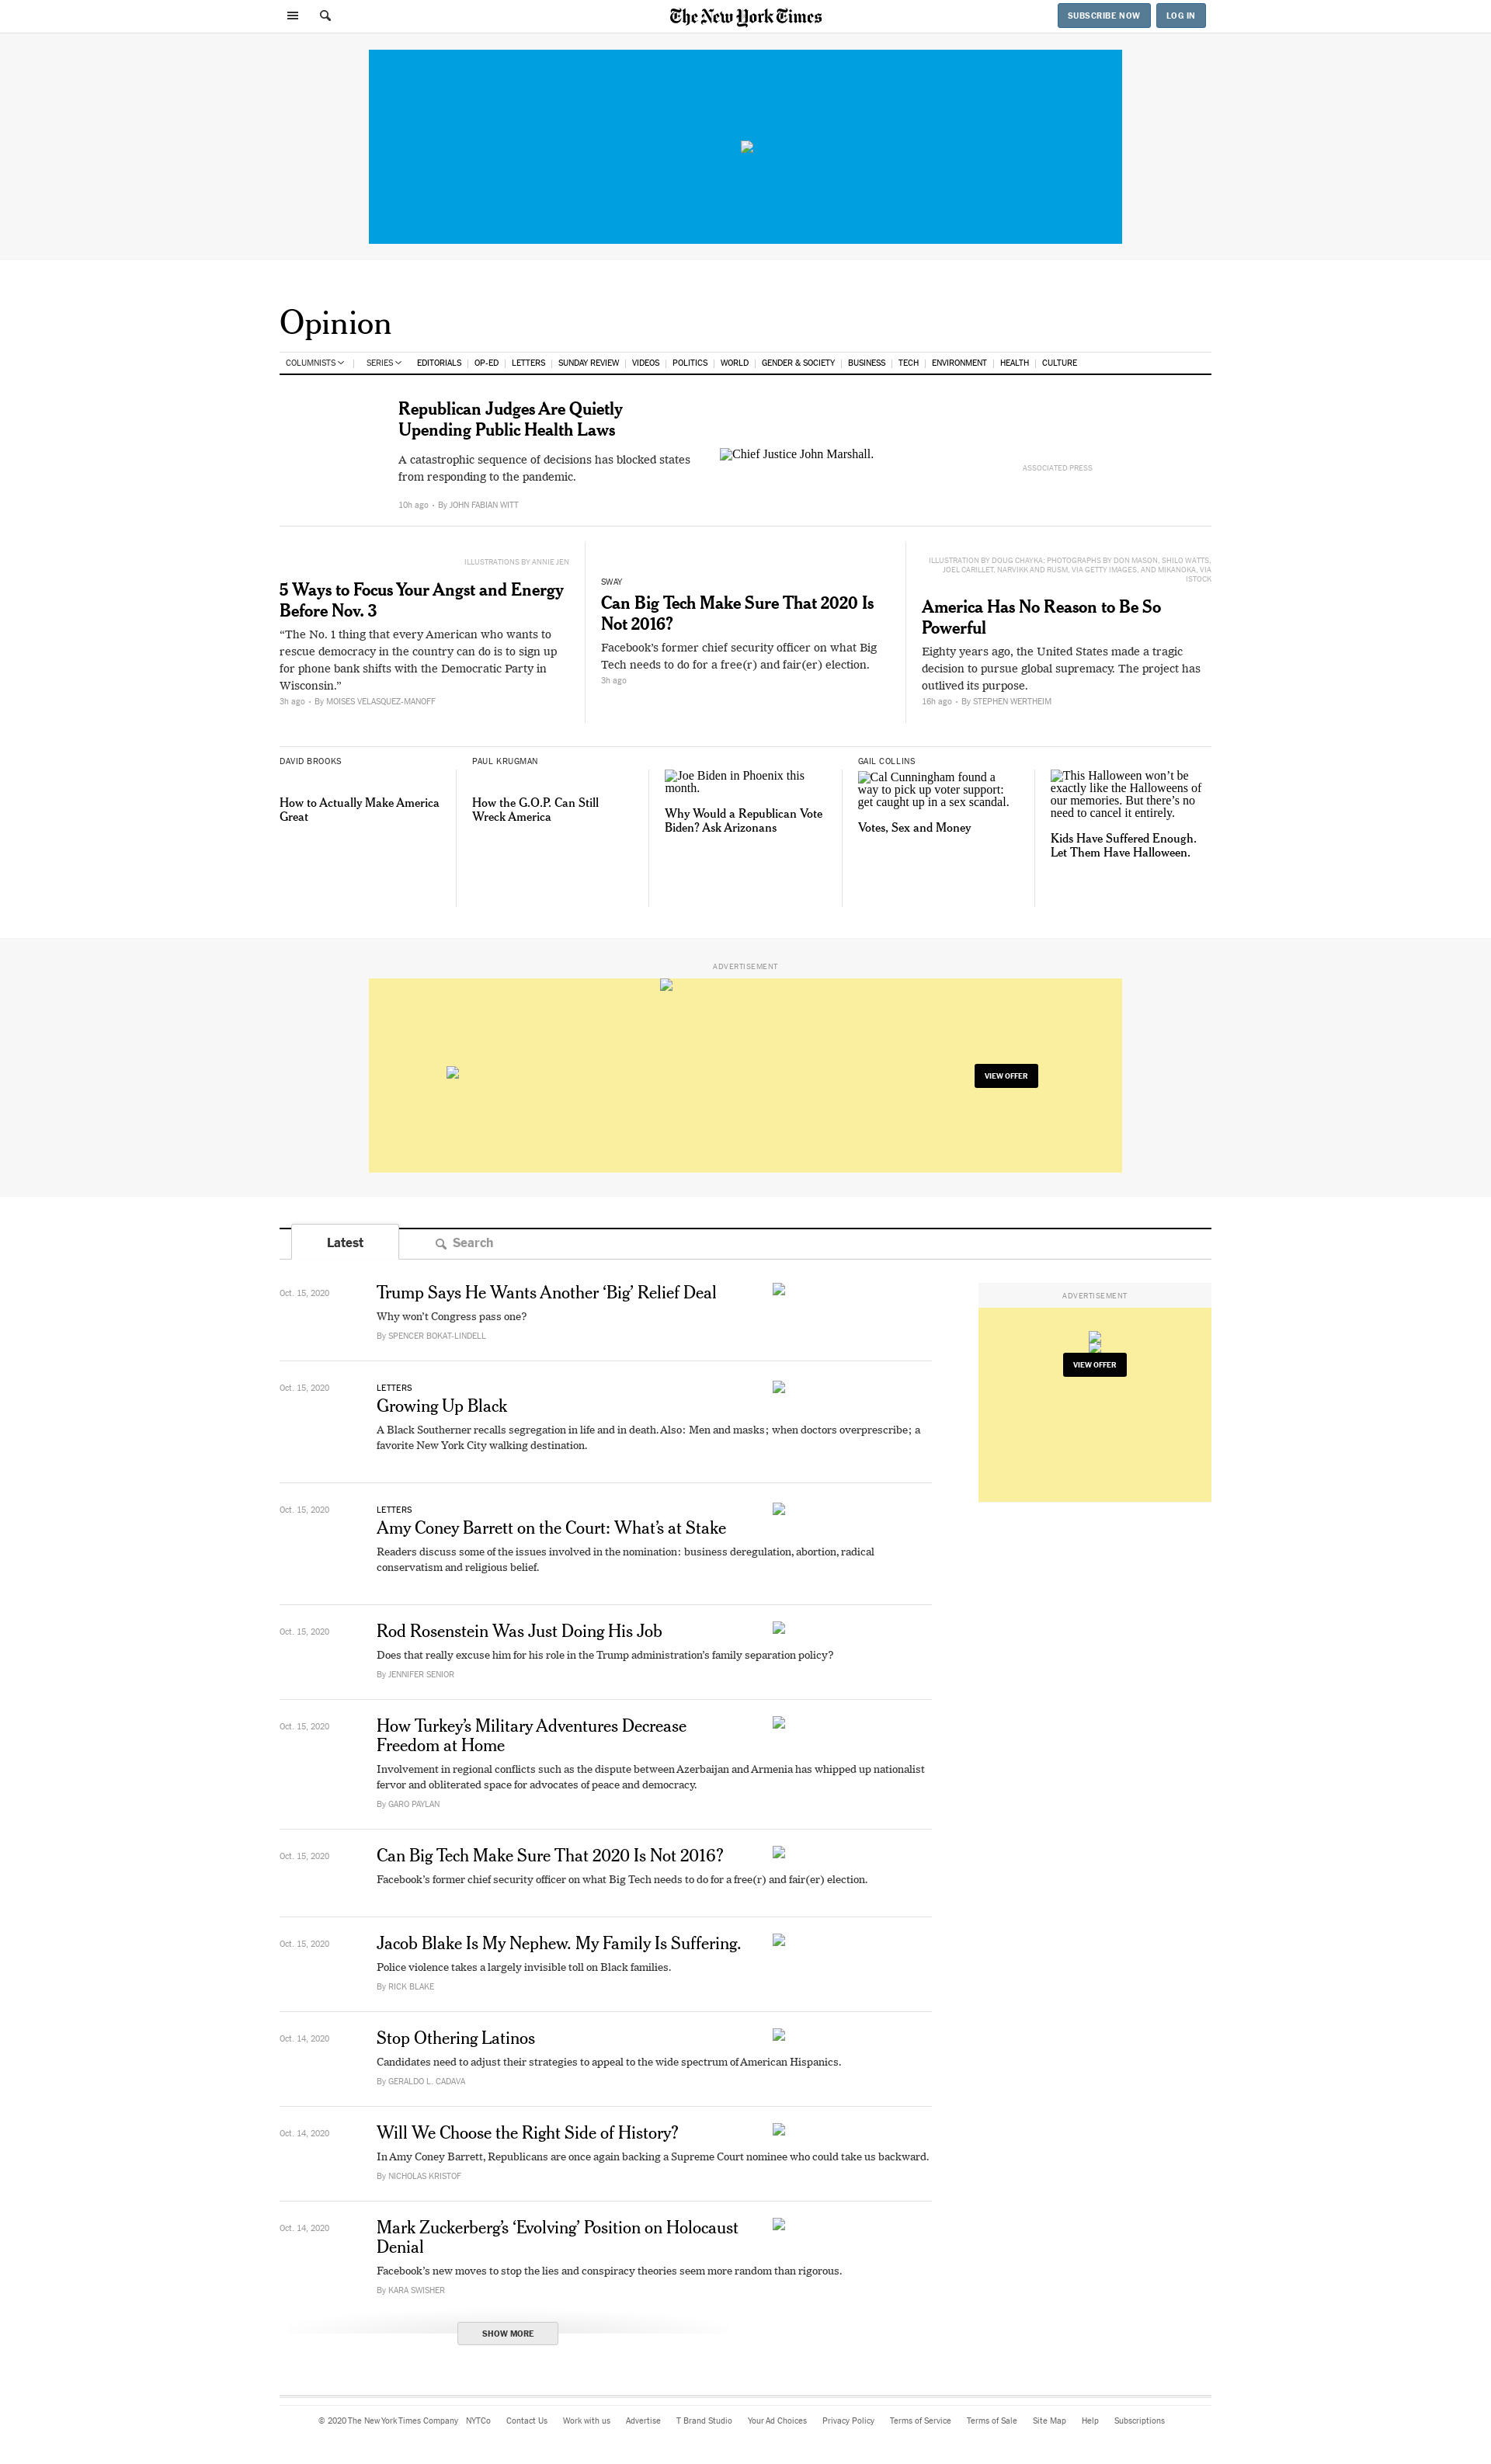 The New York Times
SUBSCRIBE NOW
LOG IN
Opinion
COLUMNISTS
SERIES
EDITORIALS
OP-ED
LETTERS
SUNDAY REVIEW
VIDEOS
POLITICS
WORLD
GENDER & SOCIETY
BUSINESS
TECH
ENVIRONMENT
HEALTH
CULTURE
Republican Judges Are Quietly
Upending Public Health Laws
A catastrophic sequence of decisions has blocked states
from responding to the pandemic.
10h ago • By JOHN FABIAN WITT
Chief Justice John Marshall.
ASSOCIATED PRESS
ILLUSTRATIONS BY ANNIE JEN
5 Ways to Focus Your Angst and Energy
Before Nov. 3
“The No. 1 thing that every American who wants to
rescue democracy in the country can do is to sign up
for phone bank shifts with the Democratic Party in
Wisconsin.”
3h ago • By MOISES VELASQUEZ-MANOFF
SWAY
Can Big Tech Make Sure That 2020 Is
Not 2016?
Facebook’s former chief security officer on what Big
Tech needs to do for a free(r) and fair(er) election.
3h ago
ILLUSTRATION BY DOUG CHAYKA; PHOTOGRAPHS BY DON MASON, SHILO WATTS,
JOEL CARILLET, NARVIKK AND RUSM, VIA GETTY IMAGES, AND MIKANOKA, VIA
ISTOCK
America Has No Reason to Be So
Powerful
Eighty years ago, the United States made a tragic
decision to pursue global supremacy. The project has
outlived its purpose.
16h ago • By STEPHEN WERTHEIM
DAVID BROOKS
How to Actually Make America
Great
PAUL KRUGMAN
How the G.O.P. Can Still
Wreck America
Joe Biden in Phoenix this
month.
Why Would a Republican Vote
Biden? Ask Arizonans
GAIL COLLINS
Cal Cunningham found a
way to pick up voter support:
get caught up in a sex scandal.
Votes, Sex and Money
This Halloween won’t be
exactly like the Halloweens of
our memories. But there’s no
need to cancel it entirely.
Kids Have Suffered Enough.
Let Them Have Halloween.
ADVERTISEMENT
VIEW OFFER
Latest
Search
Oct. 15, 2020
Trump Says He Wants Another ‘Big’ Relief Deal
Why won’t Congress pass one?
By SPENCER BOKAT-LINDELL
ADVERTISEMENT
VIEW OFFER
Oct. 15, 2020
LETTERS
Growing Up Black
A Black Southerner recalls segregation in life and in death. Also: Men and masks; when doctors overprescribe; a
favorite New York City walking destination.
Oct. 15, 2020
LETTERS
Amy Coney Barrett on the Court: What’s at Stake
Readers discuss some of the issues involved in the nomination: business deregulation, abortion, radical
conservatism and religious belief.
Oct. 15, 2020
Rod Rosenstein Was Just Doing His Job
Does that really excuse him for his role in the Trump administration’s family separation policy?
By JENNIFER SENIOR
Oct. 15, 2020
How Turkey’s Military Adventures Decrease
Freedom at Home
Involvement in regional conflicts such as the dispute between Azerbaijan and Armenia has whipped up nationalist
fervor and obliterated space for advocates of peace and democracy.
By GARO PAYLAN
Oct. 15, 2020
Can Big Tech Make Sure That 2020 Is Not 2016?
Facebook’s former chief security officer on what Big Tech needs to do for a free(r) and fair(er) election.
Oct. 15, 2020
Jacob Blake Is My Nephew. My Family Is Suffering.
Police violence takes a largely invisible toll on Black families.
By RICK BLAKE
Oct. 14, 2020
Stop Othering Latinos
Candidates need to adjust their strategies to appeal to the wide spectrum of American Hispanics.
By GERALDO L. CADAVA
Oct. 14, 2020
Will We Choose the Right Side of History?
In Amy Coney Barrett, Republicans are once again backing a Supreme Court nominee who could take us backward.
By NICHOLAS KRISTOF
Oct. 14, 2020
Mark Zuckerberg’s ‘Evolving’ Position on Holocaust
Denial
Facebook’s new moves to stop the lies and conspiracy theories seem more random than rigorous.
By KARA SWISHER
SHOW MORE
© 2020 The New York Times Company NYTCo Contact Us Work with us Advertise T Brand Studio Your Ad Choices Privacy Policy Terms of Service Terms of Sale Site Map Help Subscriptions